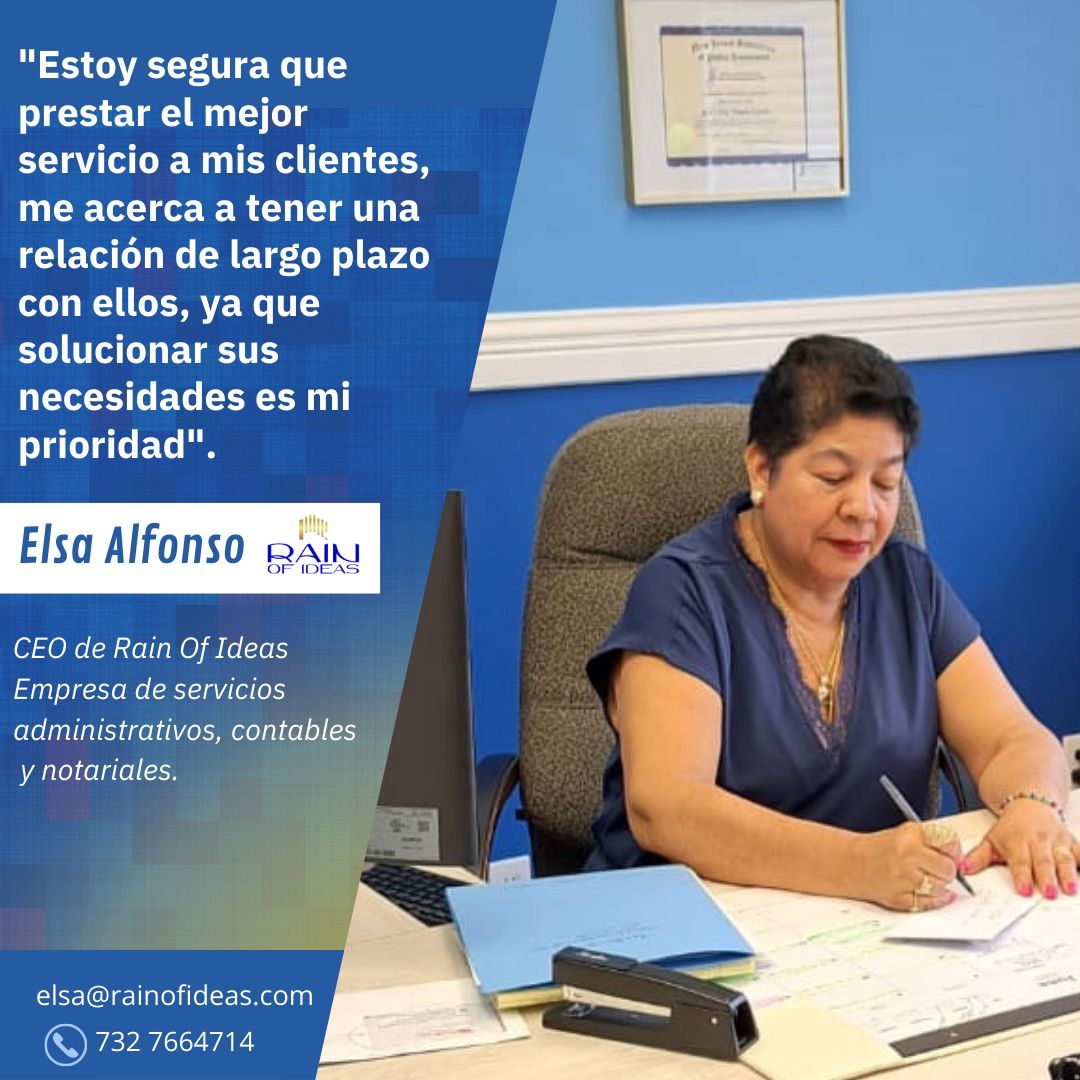 "Estoy segura que
prestar el mejor
servicio a mis clientes,
me acerca a tener una
relación de largo plazo
con ellos, ya que
solucionar sus
necesidades es mi
prioridad".
Elsa Alfonso
RAIN
OF IDEAS
CEO de Rain Of Ideas
Empresa de servicios
administrativos, contables
y notariales.
elsa@rainofideas.com
732 7664714